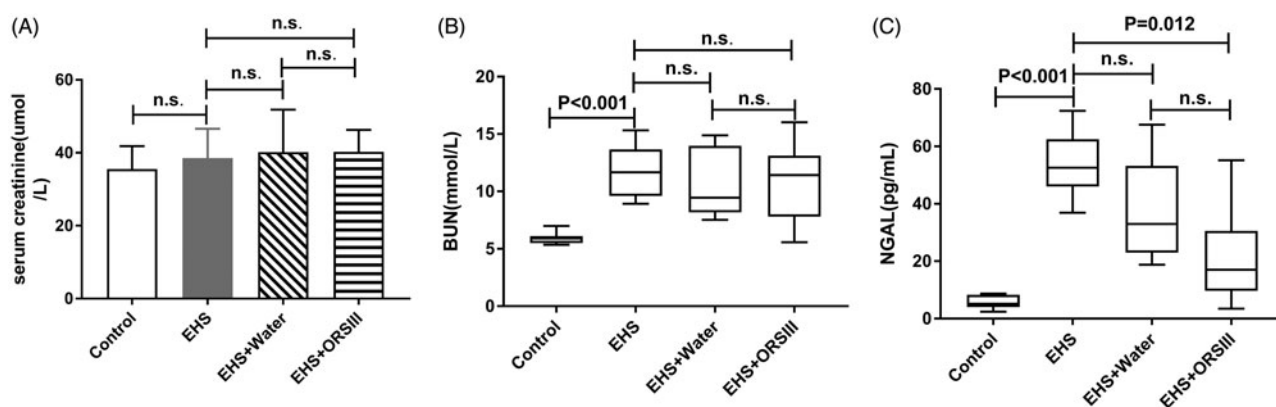 (A)
n.s.
n.s.
n.s.
n.s.
serum creatinine(umol
/L)
60
40
20
0
Control
EHS
EHS+Water
EHS+ORSIII
(B)
n.s.
n.s.
P<0.001
n.s.
BUN(mmol/L)
20
15
10
5
0
Control
EHS
EHS+Water
EHS+ORSIII
(C)
P=0.012
n.s.
P<0.001
n.s.
NGAL(pg/mL)
80
60
40
20
0
Control
EHS
EHS+Water
EHS+ORSIII